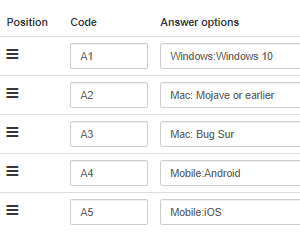 Position Code Answer options
A1 Windows:Windows 10
A2 Mac: Mojave or earlier
A3 Mac: Bug Sur
A4 Mobile:Android
A5 Mobile:iOS